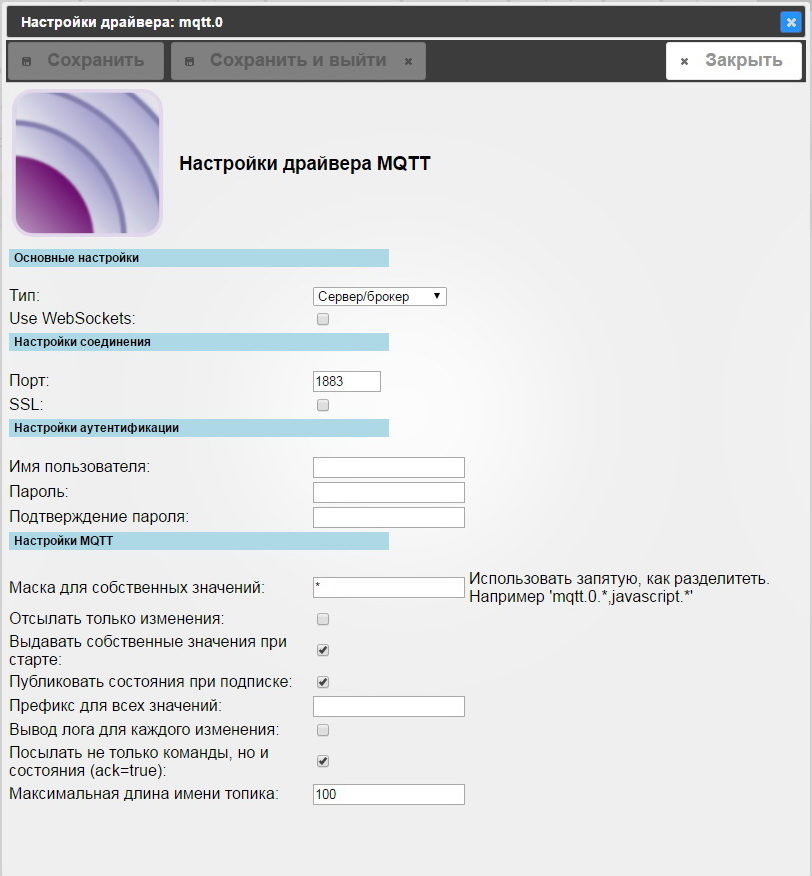 Настройки драйвера: mqtt.0
Сохранить
Сохранить и выйти
Закрыть
Настройки драйвера MQTT
Основные настройки
Тип:
Сервер/брокер
Use WebSockets:
Настройки соединения
Порт:
1883
SSL:
Настройки аутентификации
Имя пользователя:
Пароль:
Подтверждение пароля:
Настройки MQTT
Маска для собственных значений:
*
Использовать запятую, как разделитеть.
Например 'mqtt.0.*,javascript.*'
Отсылать только изменения:
Выдавать собственные значения при
старте:
Публиковать состояния при подписке:
Префикс для всех значений:
Вывод лога для каждого изменения:
Посылать не только команды, но и
состояния (ack=true):
Максимальная длина имени топика:
100